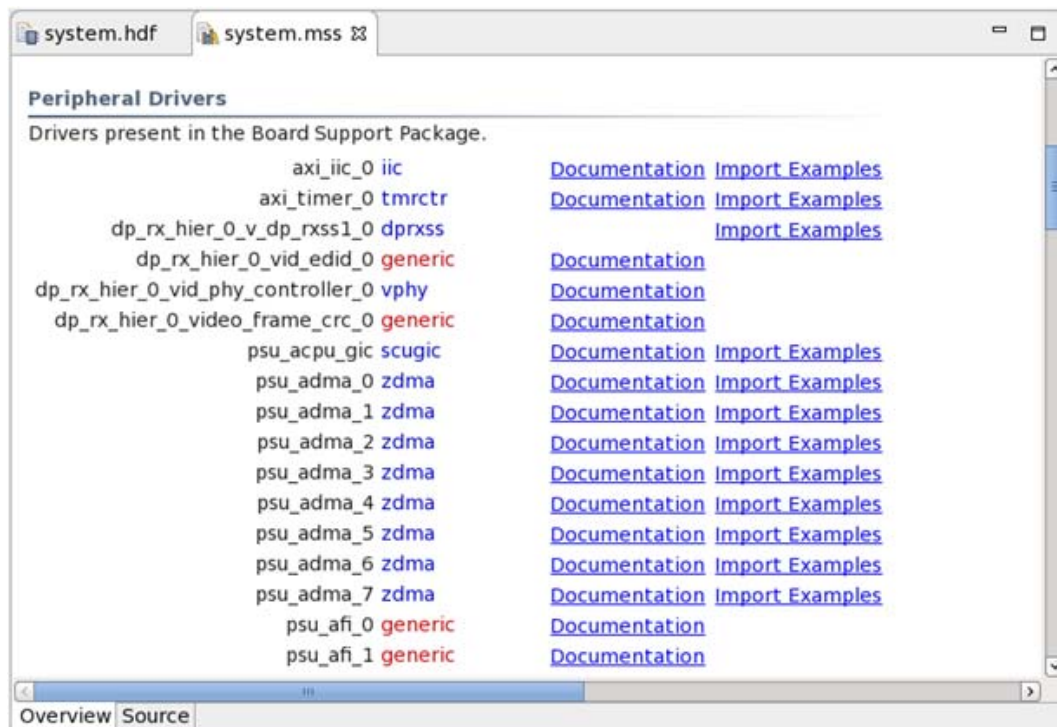 system.hdf system.mss
Peripheral Drivers
Drivers present in the Board Support Package.
axi_iic_0 iic Documentation Import Examples
axi_timer_0 tmrctr Documentation Import Examples
dp_rx_hier_0_v_dp_rxss1_0 dprxss Import Examples
dp_rx_hier_0_vid_edid_0 generic Documentation
dp_rx_hier_0_vid_phy_controller_0 vphy Documentation
dp_rx_hier_0_video_frame_crc_0 generic Documentation
psu_acpu_gic scugic Documentation Import Examples
psu_adma_0 zdma Documentation Import Examples
psu_adma_1 zdma Documentation Import Examples
psu_adma_2 zdma Documentation Import Examples
psu_adma_3 zdma Documentation Import Examples
psu_adma_4 zdma Documentation Import Examples
psu_adma_5 zdma Documentation Import Examples
psu_adma_6 zdma Documentation Import Examples
psu_adma_7 zdma Documentation Import Examples
psu_afi_0 generic Documentation
psu_afi_1 generic Documentation
Overview Source